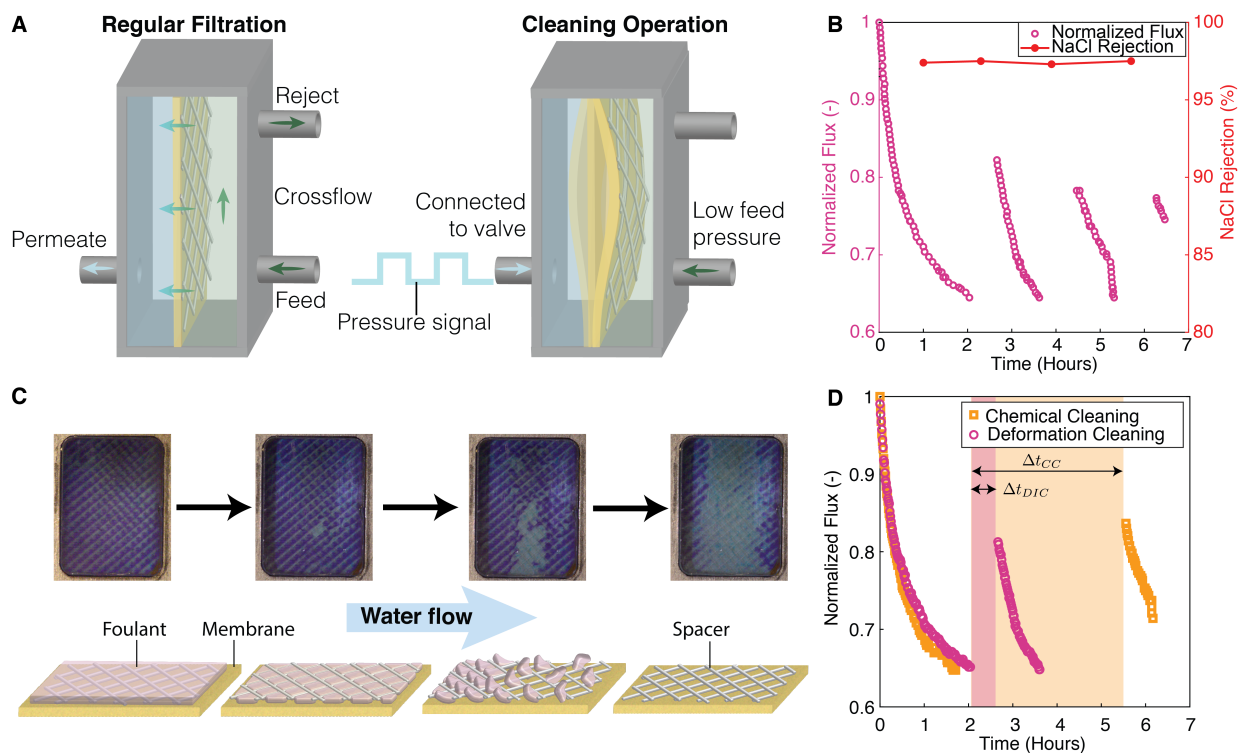 A
Regular Filtration
Cleaning Operation
Reject
Crossflow
Permeate
Feed
Connected
to valve
Low feed
pressure
Pressure signal
B
Normalized Flux
NaCl Rejection
Normalized Flux (-)
1
0.9
0.8
0.7
0.6
0 1 2 3 4 5 6 7
Time (Hours)
100
95
90
85
80
NaCl Rejection (%)
C
Water flow
Foulant
Membrane
Spacer
D
Chemical Cleaning
Deformation Cleaning
Δt_CC
Δt_DIC
Normalized Flux (-)
1
0.9
0.8
0.7
0.6
0 1 2 3 4 5 6 7
Time (Hours)